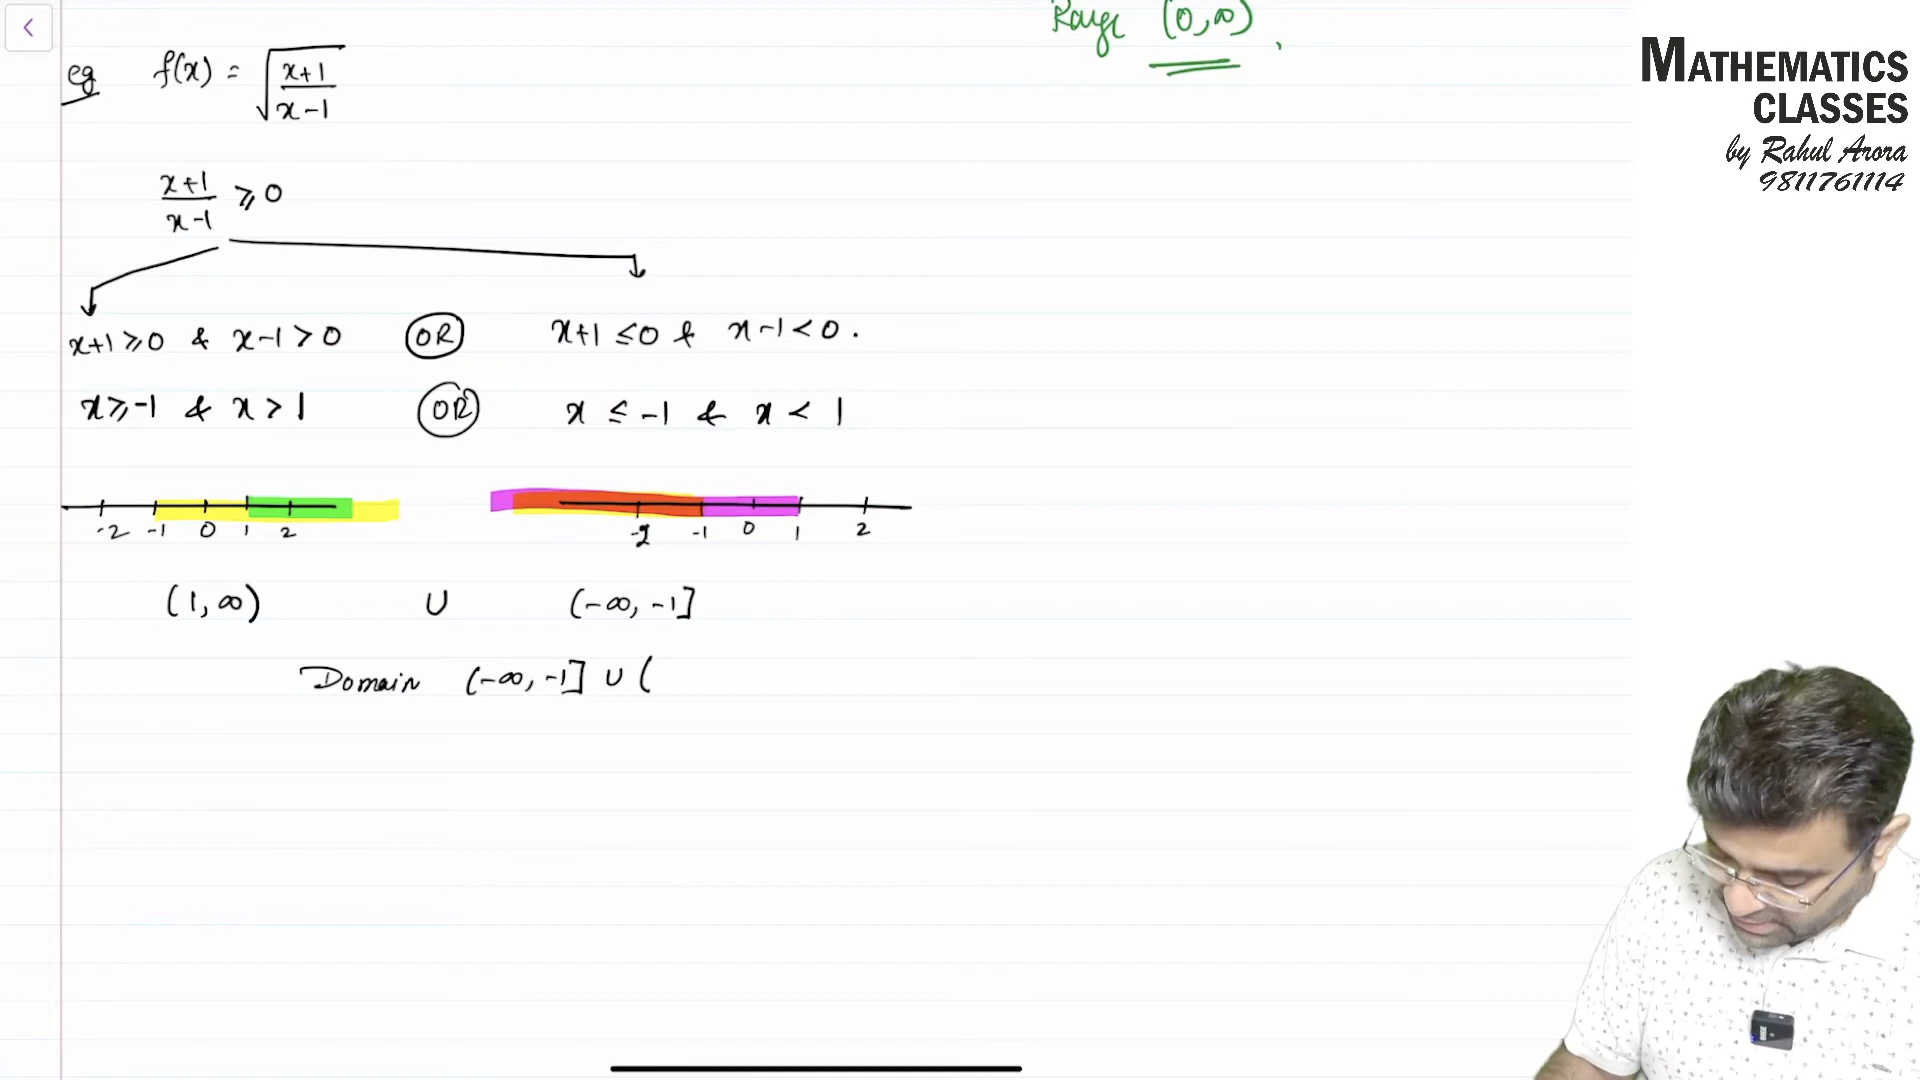 Range (0,∞)
MATHEMATICS
CLASSES
by Rahul Arora
9811761114
eg f(x) = √((x+1)/(x-1))
(x+1)/(x-1) ⩾ 0
x+1 ⩾ 0 & x-1 > 0 OR x+1 ≤ 0 & x-1 < 0.
x ⩾ -1 & x > 1 OR x ≤ -1 & x < 1
-2 -1 0 1 2 -2 -1 0 1 2
(1, ∞) ∪ (-∞, -1]
Domain (-∞, -1] ∪ (